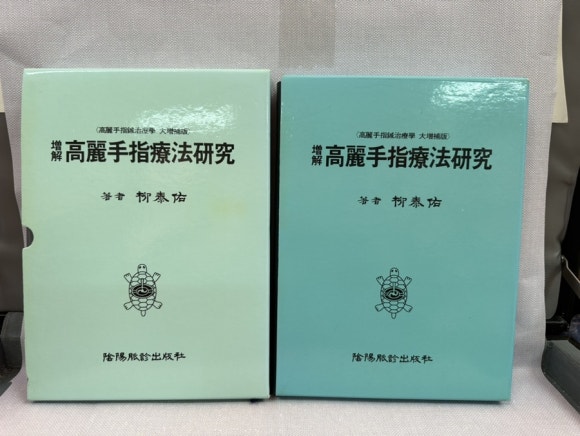 〈高麗手指鍼治療學 大增補版〉
増解 高麗手指療法研究
著者 柳泰佑
陰陽脈診出版社
〈高麗手指鍼治療學 大增補版〉
増解 高麗手指療法研究
著者 柳泰佑
陰陽脈診出版社